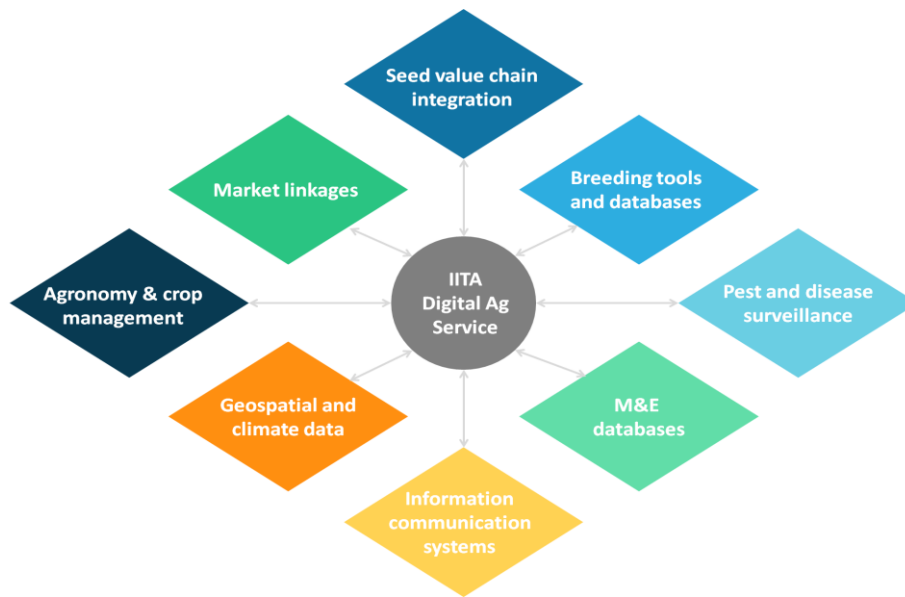 Seed value chain
integration
Market linkages
Breeding tools
and databases
IITA
Digital Ag
Service
Agronomy & crop
management
Pest and disease
surveillance
Geospatial and
climate data
M&E
databases
Information
communication
systems